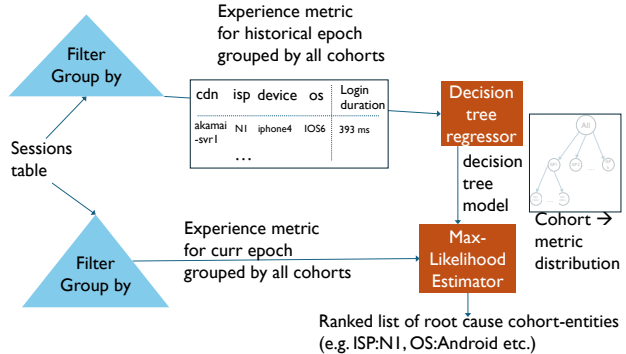 Experience metric
for historical epoch
grouped by all cohorts
Filter
Group by
cdn isp device os Login
duration
akamai
-svr1 N1 iphone4 IOS6 393 ms
...
Decision
tree
regressor
All
Sessions
table
decision
tree
model
Cohort →
metric
distribution
Experience metric
for curr epoch
grouped by all cohorts
Filter
Group by
Max-
Likelihood
Estimator
Ranked list of root cause cohort-entities
(e.g. ISP:N1, OS:Android etc.)